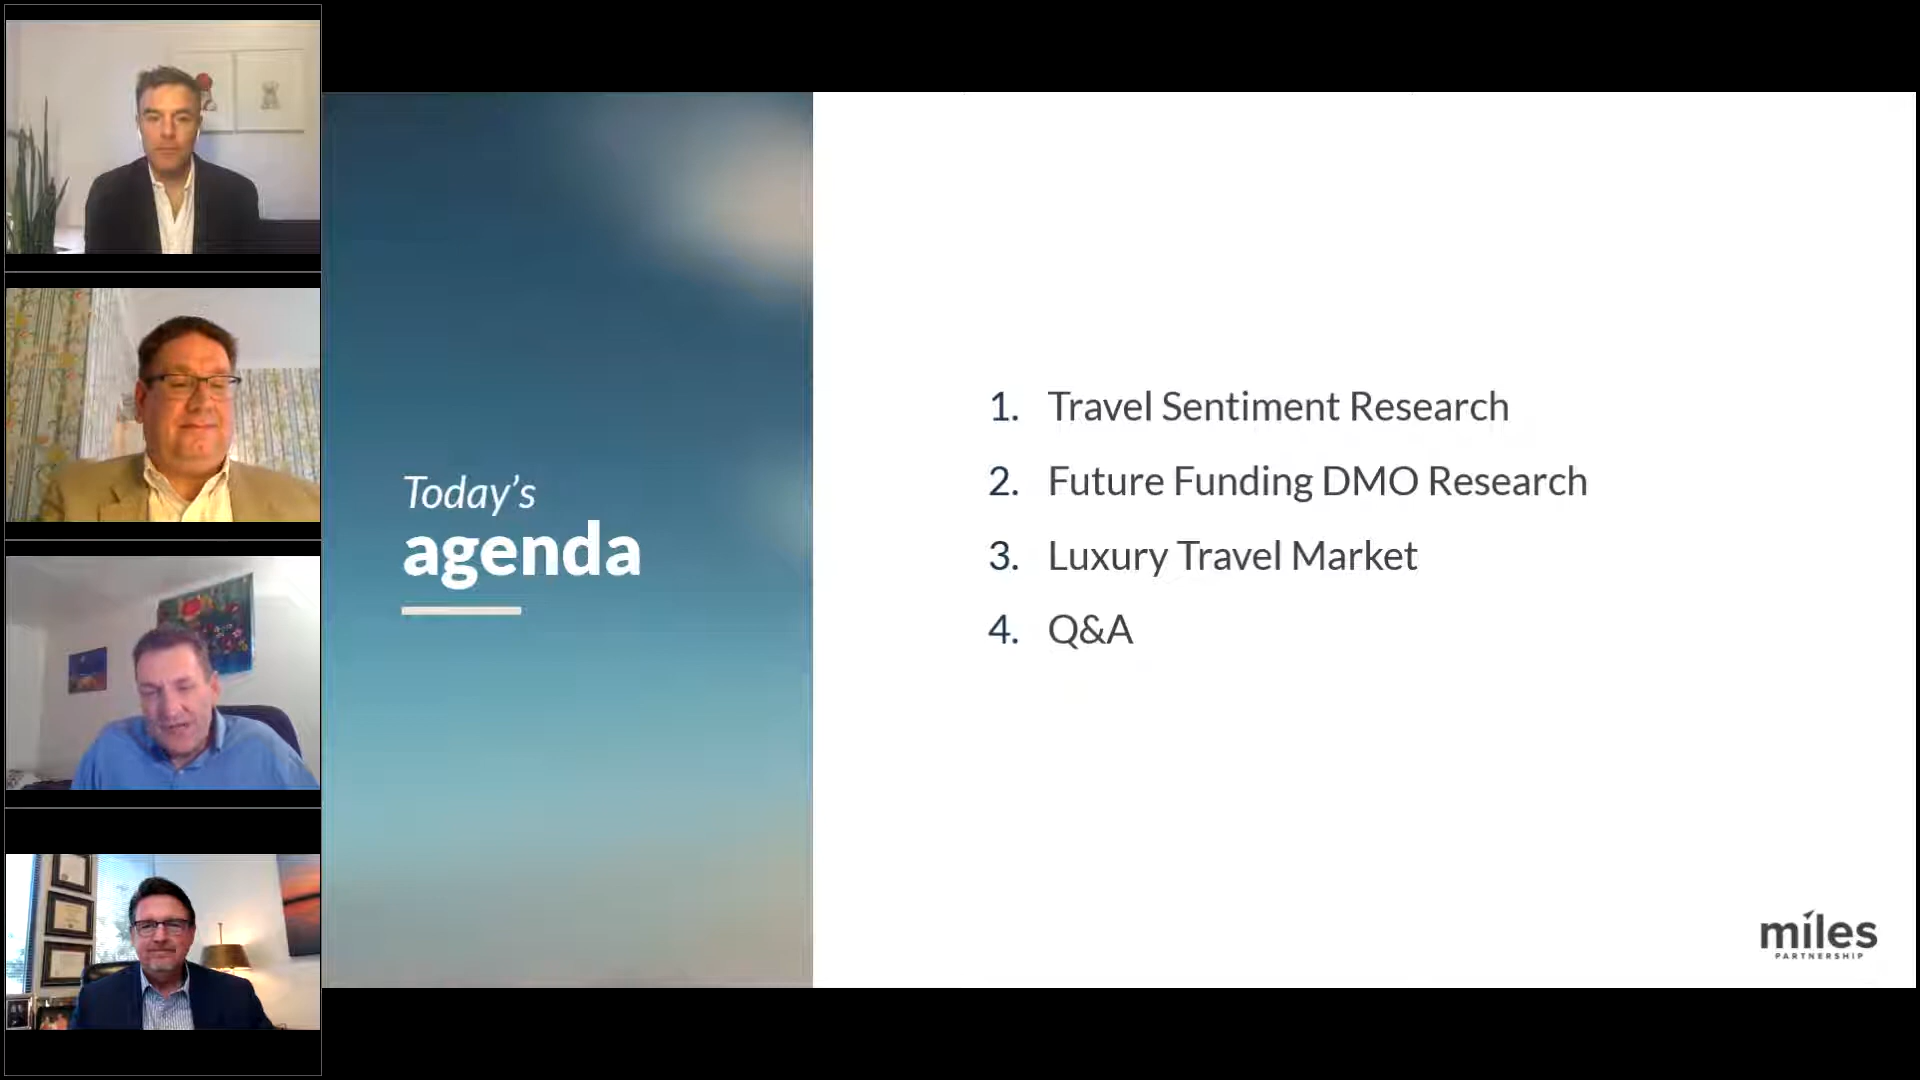 Today's
agenda
1. Travel Sentiment Research
2. Future Funding DMO Research
3. Luxury Travel Market
4. Q&A
miles
PARTNERSHIP